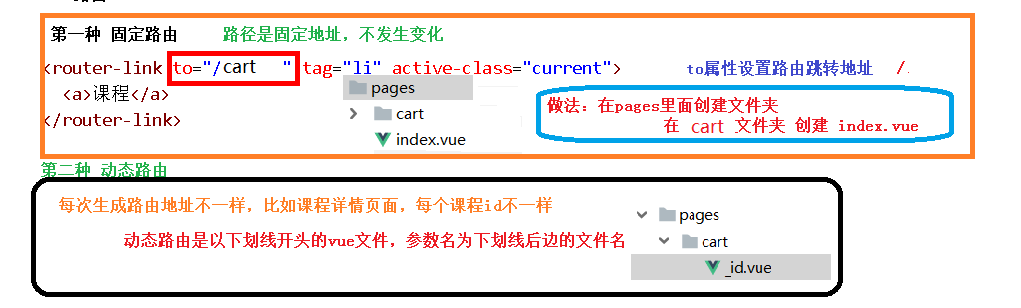 第一种 固定路由 路径是固定地址，不发生变化
<router-link to="/cart " tag="li" active-class="current"> to属性设置路由跳转地址 /.
<a>课程</a>
</router-link>
pages
cart
index.vue
做法：在pages里面创建文件夹
在 cart 文件夹 创建 index.vue
第二种 动态路由
每次生成路由地址不一样，比如课程详情页面，每个课程id不一样
动态路由是以下划线开头的vue文件，参数名为下划线后边的文件名
pages
cart
_id.vue